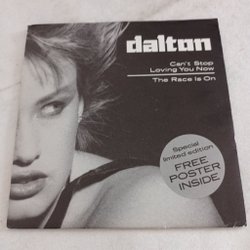 dalton
Can't Stop
Loving You Now
The Race Is On
Special
limited edition
FREE
POSTER
INSIDE